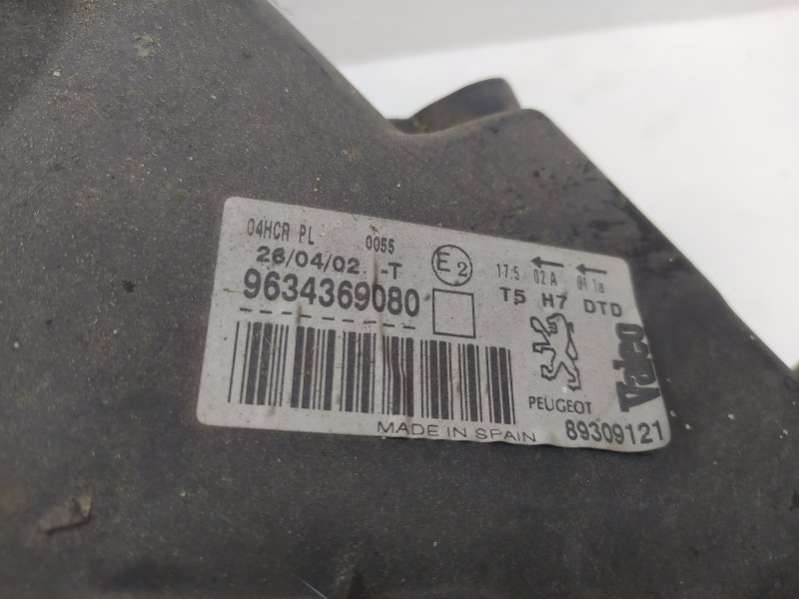 04HCR PL 0055
26/04/02 -T
9634369080
E2
17.5 02A 01 1a
T5 H7 DTD
PEUGEOT
Valeo
MADE IN SPAIN
89309121